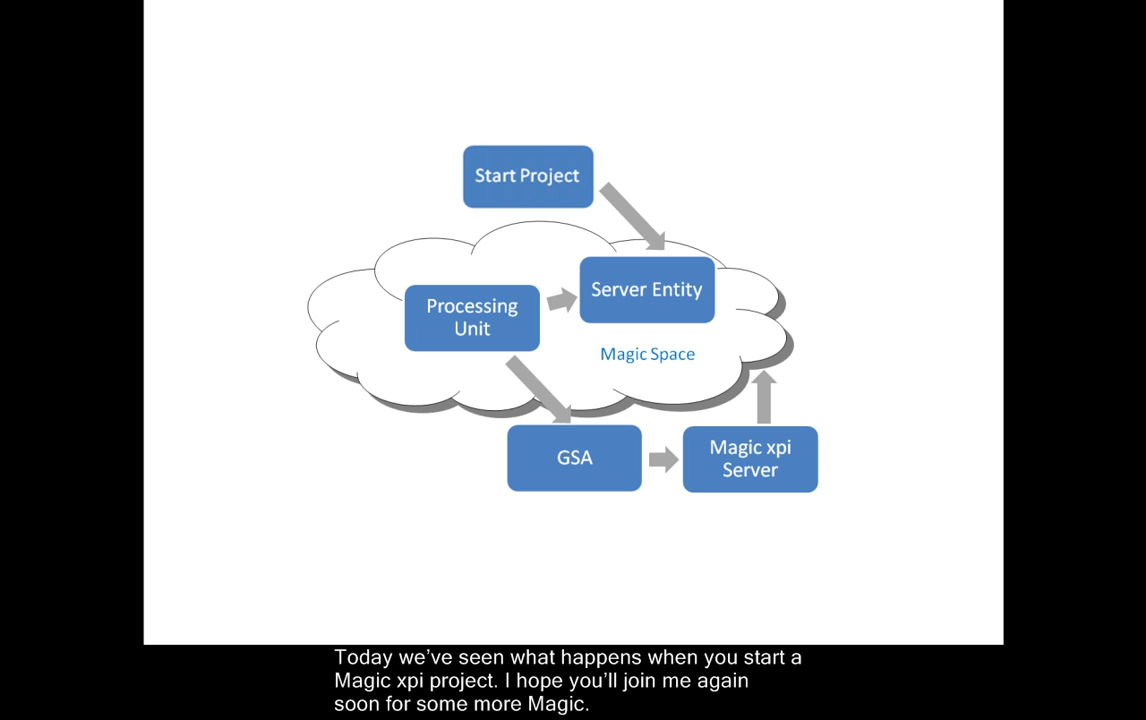 Start Project
Server Entity
Processing
Unit
Magic Space
GSA
Magic xpi
Server
Today we've seen what happens when you start a
Magic xpi project. I hope you'll join me again
soon for some more Magic.